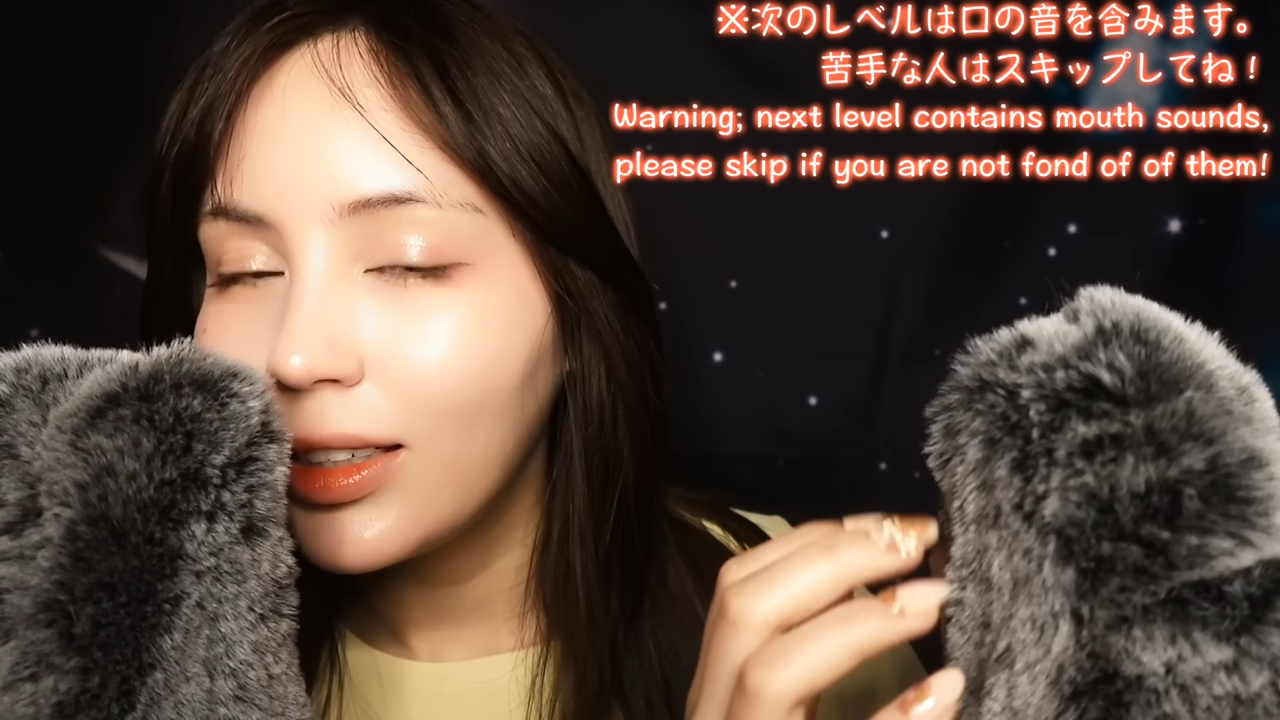 ※次のレベルは口の音を含みます。
苦手な人はスキップしてね！
Warning; next level contains mouth sounds,
please skip if you are not fond of of them!